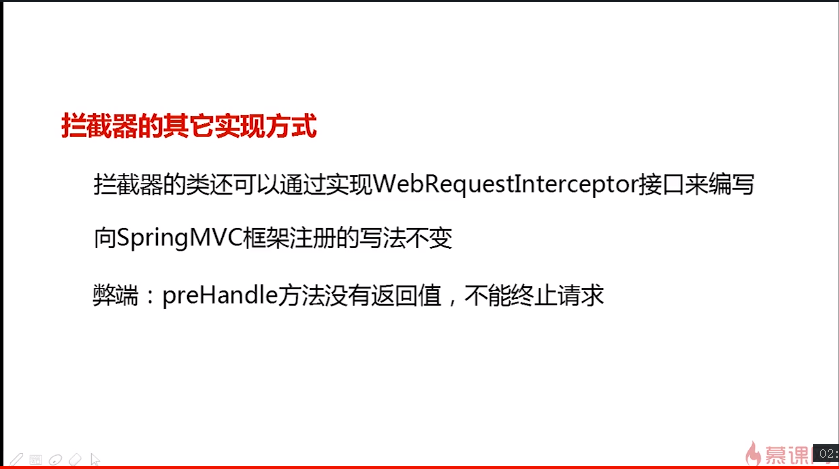 拦截器的其它实现方式
拦截器的类还可以通过实现WebRequestInterceptor接口来编写
向SpringMVC框架注册的写法不变
弊端：preHandle方法没有返回值，不能终止请求
慕课
02